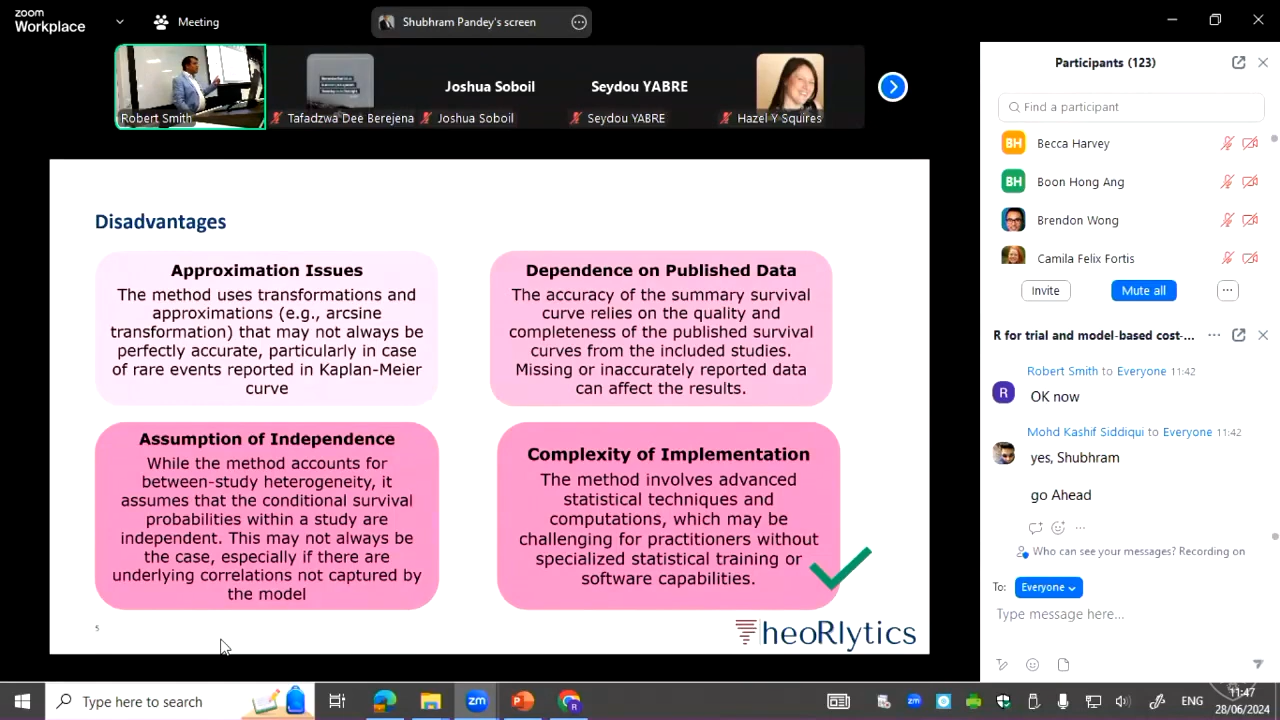 zoom
Workplace
Meeting
Shubhram Pandey's screen
Robert Smith
Tafadzwa Dee Berejena
Joshua Soboil
Joshua Soboil
Seydou YABRE
Seydou YABRE
Hazel Y Squires
Disadvantages
Approximation Issues
The method uses transformations and
approximations (e.g., arcsine
transformation) that may not always be
perfectly accurate, particularly in case
of rare events reported in Kaplan-Meier
curve
Dependence on Published Data
The accuracy of the summary survival
curve relies on the quality and
completeness of the published survival
curves from the included studies.
Missing or inaccurately reported data
can affect the results.
Assumption of Independence
While the method accounts for
between-study heterogeneity, it
assumes that the conditional survival
probabilities within a study are
independent. This may not always be
the case, especially if there are
underlying correlations not captured by
the model
Complexity of Implementation
The method involves advanced
statistical techniques and
computations, which may be
challenging for practitioners without
specialized statistical training or
software capabilities.
5
heoRlytics
Participants (123)
Find a participant
BH Becca Harvey
BH Boon Hong Ang
Brendon Wong
Camila Felix Fortis
Invite
Mute all
R for trial and model-based cost-...
Robert Smith to Everyone 11:42
R
OK now
Mohd Kashif Siddiqui to Everyone 11:42
yes, Shubhram
go Ahead
Who can see your messages? Recording on
To: Everyone
Type message here...
Type here to search
zm
P
R
zm
ENG
11:47
28/06/2024